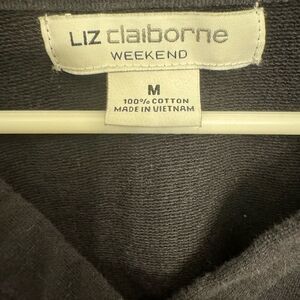 LIZ claiborne
WEEKEND
M
100% COTTON
MADE IN VIETNAM